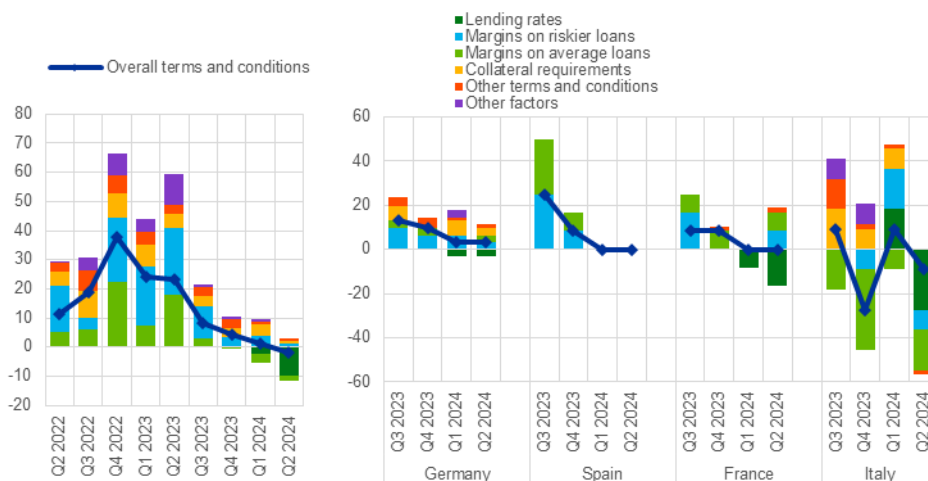 Lending rates
Margins on riskier loans
Margins on average loans
Collateral requirements
Other terms and conditions
Other factors
Overall terms and conditions
80
70
60
50
40
30
20
10
0
-10
-20
Q2 2022
Q3 2022
Q4 2022
Q1 2023
Q2 2023
Q3 2023
Q4 2023
Q1 2024
Q2 2024
60
40
20
0
-20
-40
-60
Q3 2023
Q4 2023
Q1 2024
Q2 2024
Q3 2023
Q4 2023
Q1 2024
Q2 2024
Q3 2023
Q4 2023
Q1 2024
Q2 2024
Q3 2023
Q4 2023
Q1 2024
Q2 2024
Germany
Spain
France
Italy